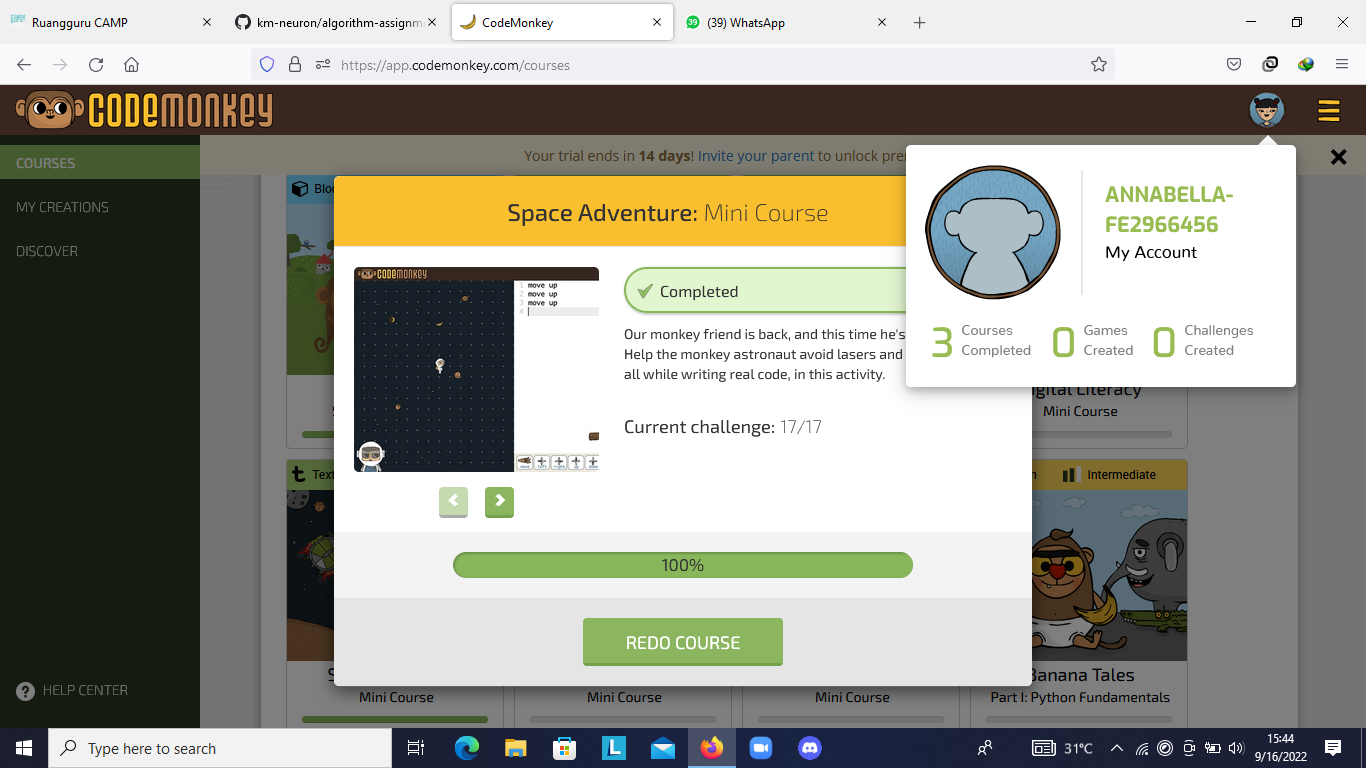 Ruangguru CAMP
km-neuron/algorithm-assignm
CodeMonkey
(39) WhatsApp
https://app.codemonkey.com/courses
CODEMONKEY
COURSES
MY CREATIONS
DISCOVER
HELP CENTER
Your trial ends in 14 days! Invite your parent to unlock pre
ANNABELLA-
FE2966456
My Account
3 Courses Completed
0 Games Created
0 Challenges Created
Bloc
Space Adventure: Mini Course
CODEMONKEY
1 move up
2 move up
3 move up
4
Completed
Our monkey friend is back, and this time he's
Help the monkey astronaut avoid lasers and
all while writing real code, in this activity.
Current challenge: 17/17
100%
REDO COURSE
gital Literacy
Mini Course
Text
Intermediate
Mini Course
Mini Course
Mini Course
Banana Tales
Part I: Python Fundamentals
Type here to search
31°C
15:44
9/16/2022